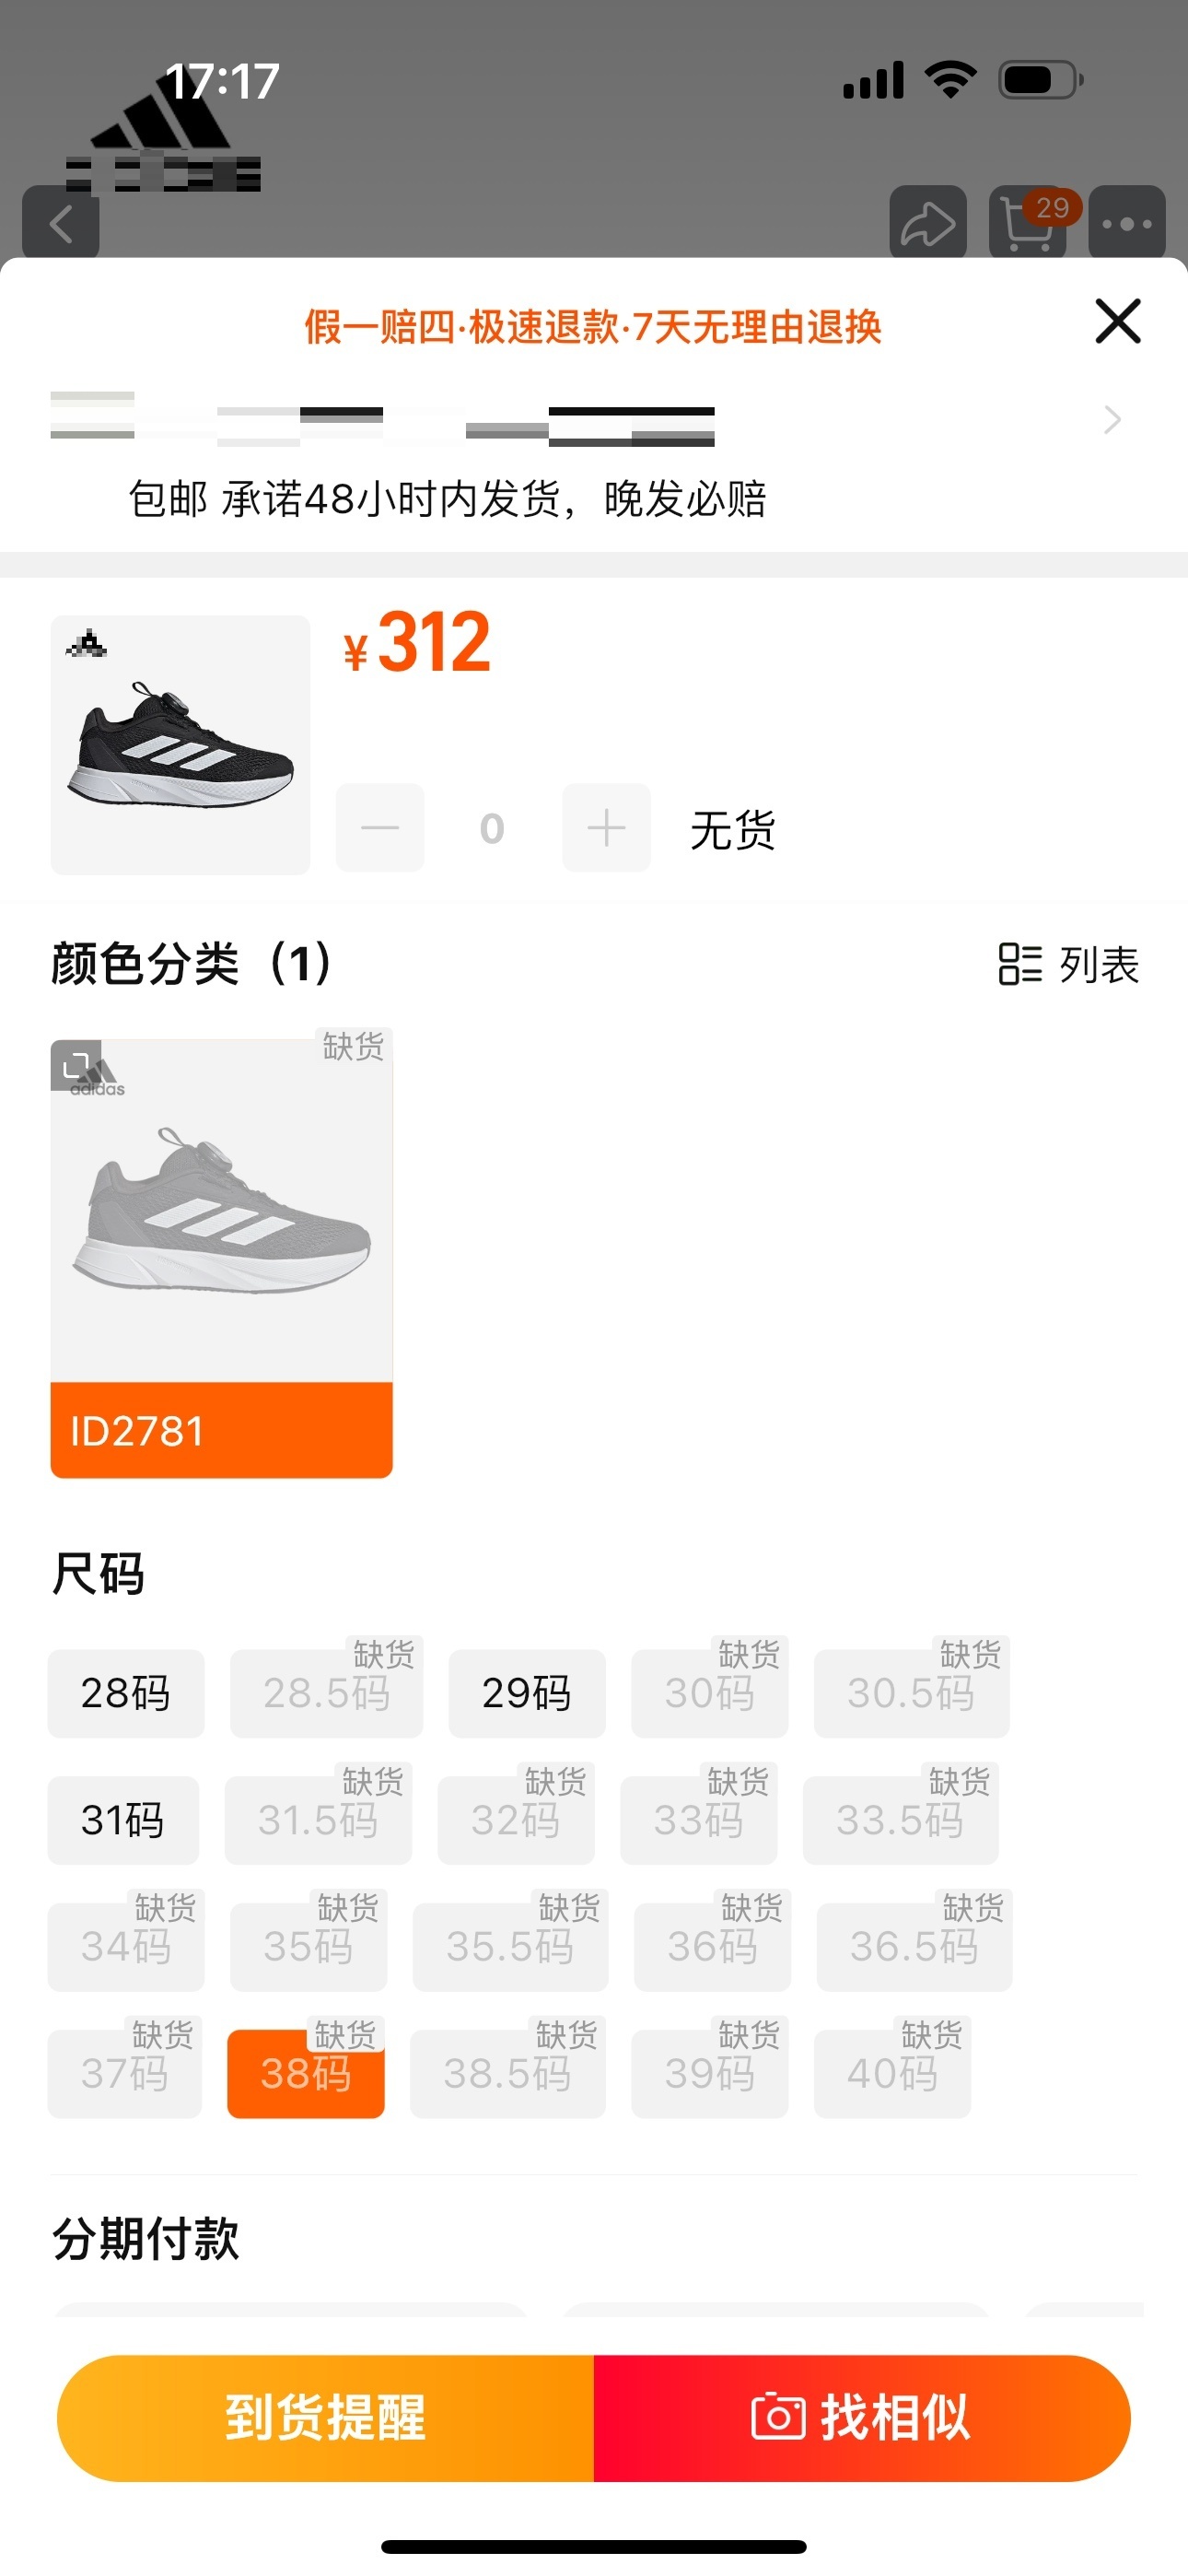 17:17
29
假一赔四·极速退款·7天无理由退换
包邮 承诺48小时内发货，晚发必赔
¥312
0 无货
颜色分类（1） 列表
缺货
adidas
ID2781
尺码
缺货 缺货 缺货
28码 28.5码 29码 30码 30.5码
缺货 缺货 缺货 缺货
31码 31.5码 32码 33码 33.5码
缺货 缺货 缺货 缺货 缺货
34码 35码 35.5码 36码 36.5码
缺货 缺货 缺货 缺货 缺货
37码 38码 38.5码 39码 40码
分期付款
到货提醒 找相似